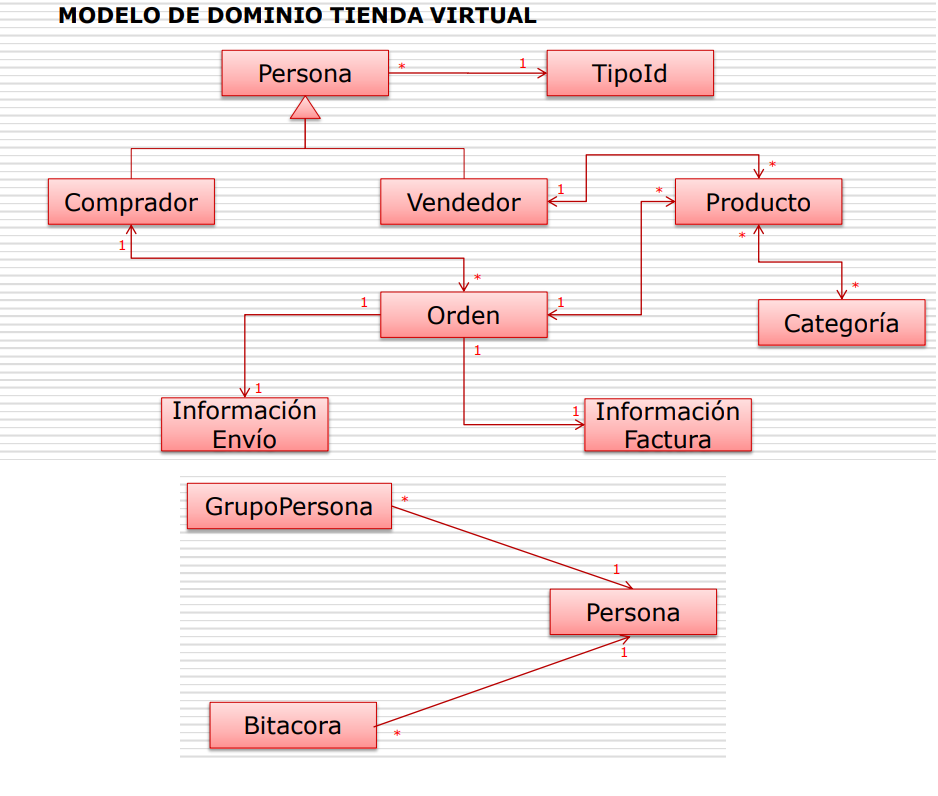 MODELO DE DOMINIO TIENDA VIRTUAL
Persona
*
1
TipoId
Comprador
Vendedor
1
*
*
Producto
1
*
*
*
1
Orden
1
Categoría
1
1
1
Información
Envío
1
Información
Factura
GrupoPersona
*
1
Persona
1
Bitacora
*